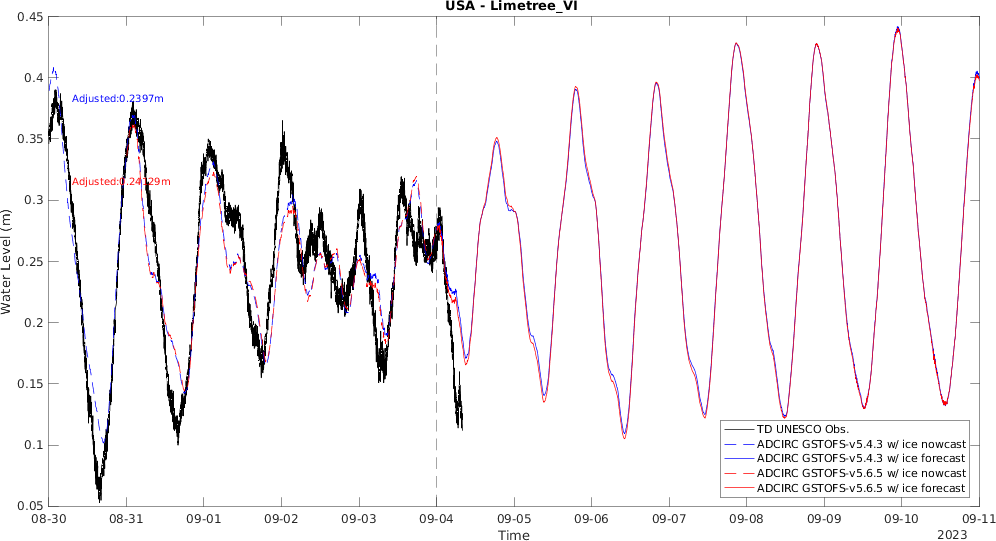 USA - Limetree_VI
0.45
0.4
0.35
0.3
0.25
0.2
0.15
0.1
0.05
Water Level (m)
Adjusted:0.2397m
Adjusted:0.24129m
TD UNESCO Obs.
ADCIRC GSTOFS-v5.4.3 w/ ice nowcast
ADCIRC GSTOFS-v5.4.3 w/ ice forecast
ADCIRC GSTOFS-v5.6.5 w/ ice nowcast
ADCIRC GSTOFS-v5.6.5 w/ ice forecast
08-30 08-31 09-01 09-02 09-03 09-04 09-05 09-06 09-07 09-08 09-09 09-10 09-11
Time
2023